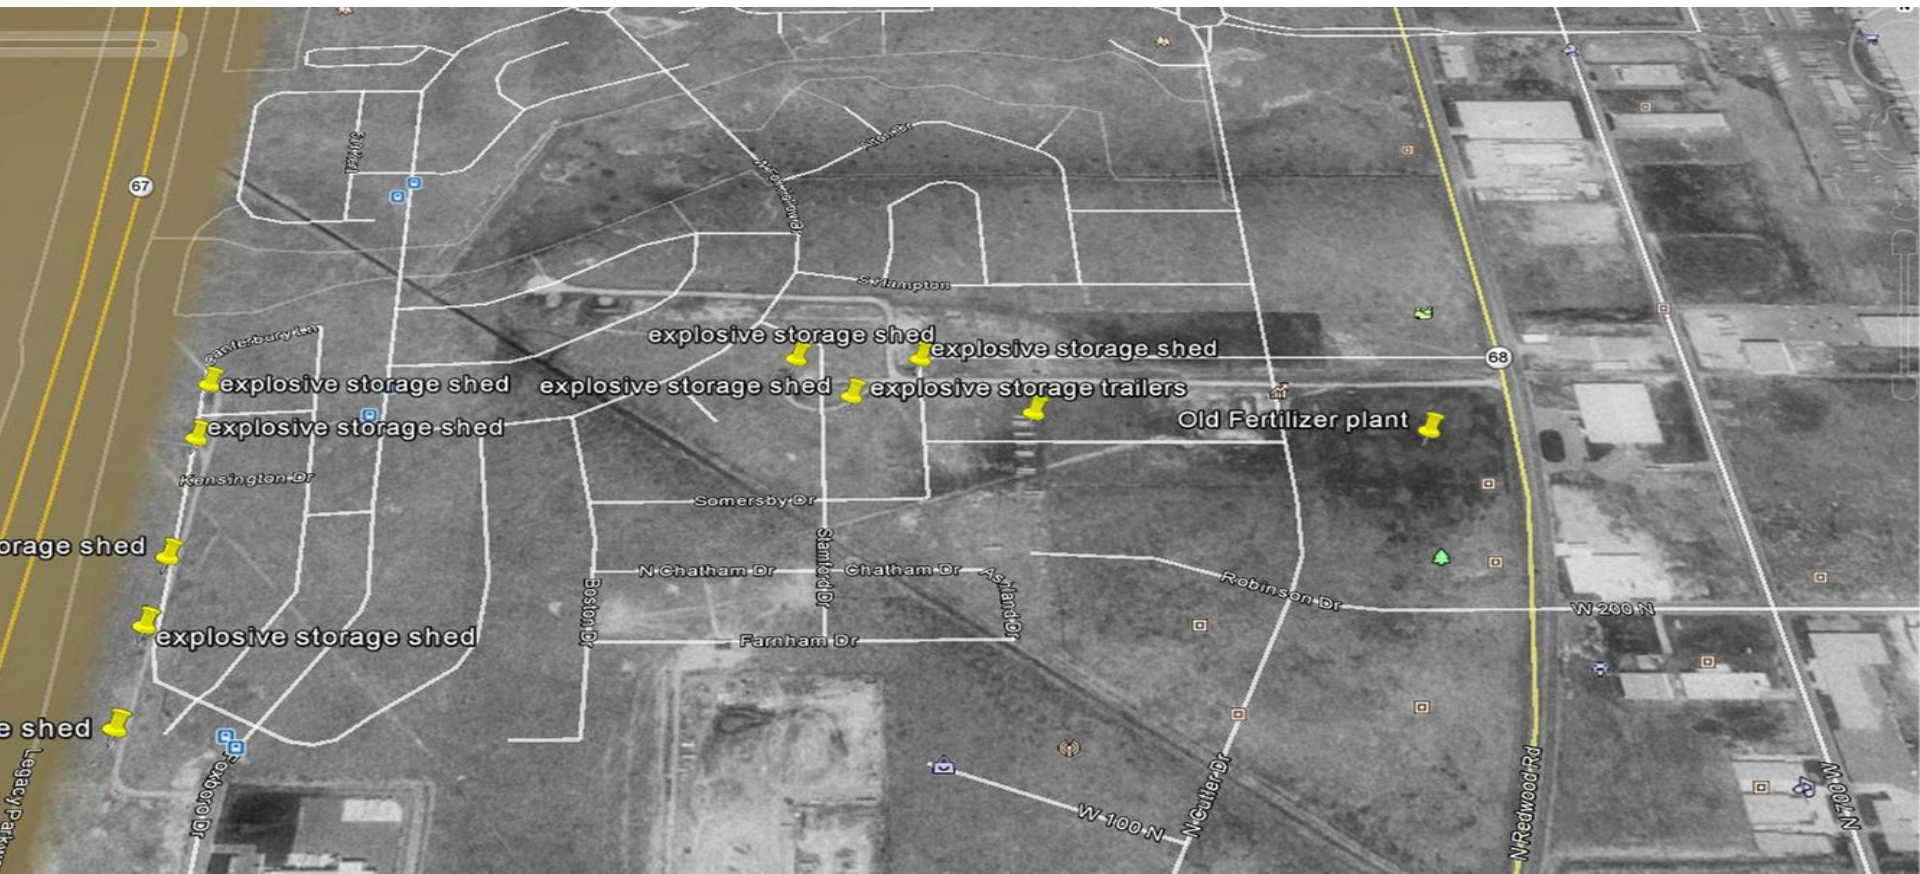 N
67
explosive storage shed
explosive storage shed
68
Canterbury Ln
explosive storage shed
explosive storage shed
explosive storage trailers
Old Fertilizer plant
explosive storage shed
Kensington Dr
Somersby Dr
orage shed
Stamford Dr
N Chatham Dr
Chatham Dr
Ashland Dr
Robinson Dr
W 200 N
Boston Dr
explosive storage shed
Farnham Dr
e shed
Legacy Parkw
Foxboro Dr
W 100 N
N Cutler Dr
N Redwood Rd
W 700 N